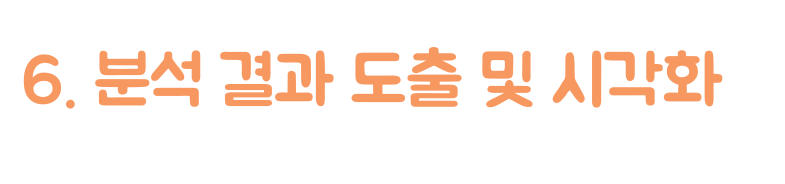 6. 분석 결과 도출 및 시각화